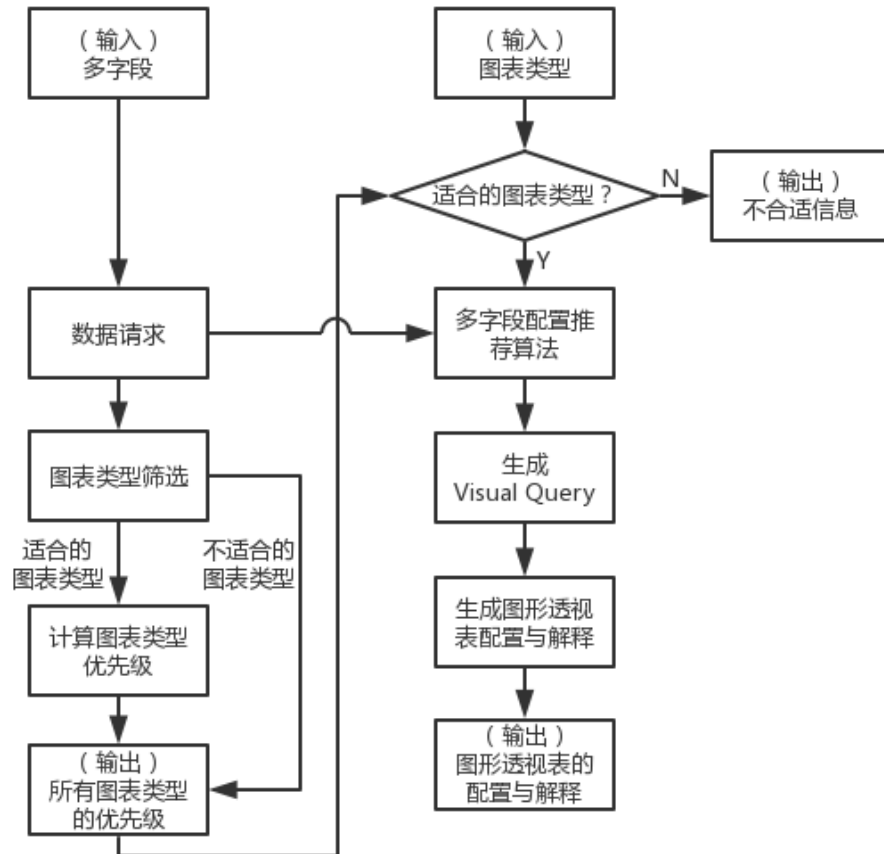 （输入）
多字段
（输入）
图表类型
适合的图表类型？
N
（输出）
不合适信息
Y
数据请求
多字段配置推
荐算法
图表类型筛选
生成
Visual Query
适合的
图表类型
不适合的
图表类型
计算图表类型
优先级
生成图形透视
表配置与解释
（输出）
所有图表类型
的优先级
（输出）
图形透视表的
配置与解释